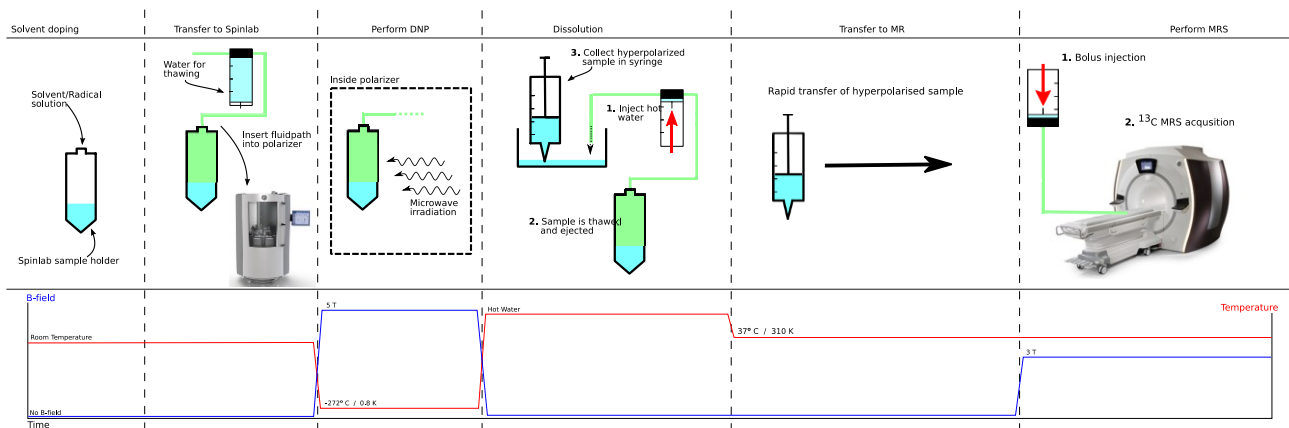 Solvent doping
Transfer to Spinlab
Perform DNP
Dissolution
Transfer to MR
Perform MRS
Solvent/Radical
solution
Spinlab sample holder
Water for
thawing
Insert fluidpath
into polarizer
Inside polarizer
Microwave
irradiation
3. Collect hyperpolarized
sample in syringe
1. Inject hot
water
2. Sample is thawed
and ejected
Rapid transfer of hyperpolarised sample
1. Bolus injection
2. ¹³C MRS acqusition
B-field
Temperature
Room Temperature
No B-field
Time
5 T
-272° C / 0.8 K
Hot Water
37° C / 310 K
3 T